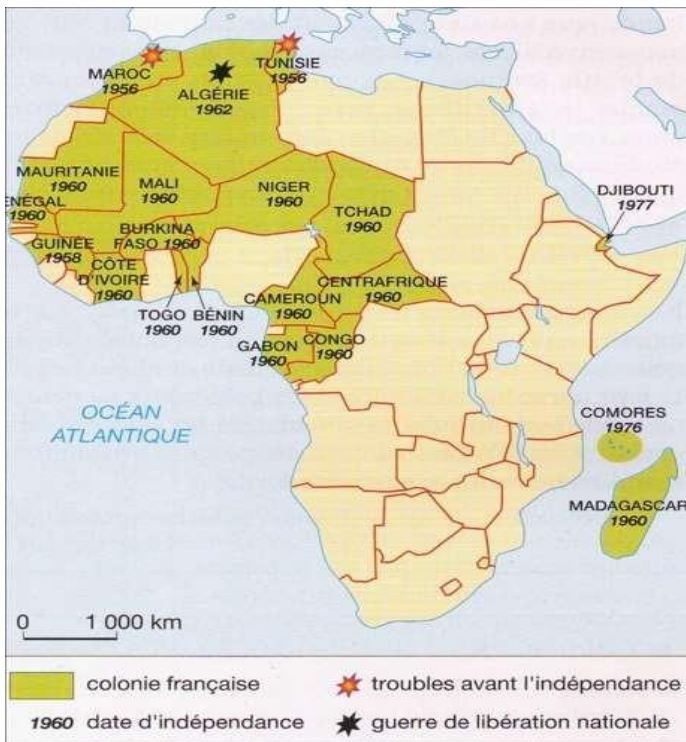 MAROC
1956
TUNISIE
1956
ALGÉRIE
1962
MAURITANIE
1960
MALI
1960
NIGER
1960
TCHAD
1960
DJIBOUTI
1977
ÉNÉGAL
1960
GUINÉE
1958
BURKINA
FASO 1960
CÔTE
D'IVOIRE
1960
TOGO
1960
BÉNIN
1960
CAMEROUN
1960
CENTRAFRIQUE
1960
GABON
1960
CONGO
1960
OCÉAN
ATLANTIQUE
COMORES
1976
MADAGASCAR
1960
0 1 000 km
colonie française
troubles avant l'indépendance
1960 date d'indépendance
guerre de libération nationale